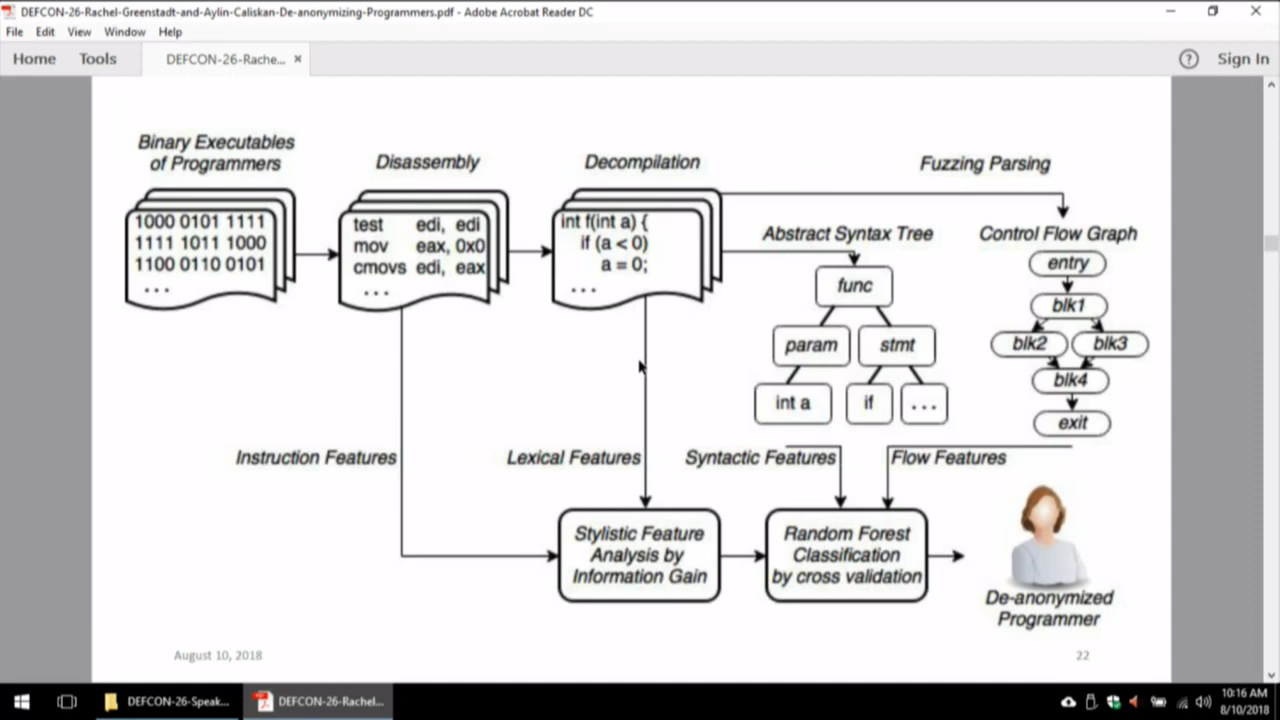 DEFCON-26-Rachel-Greenstadt-and-Aylin-Caliskan-De-anonymizing-Programmers.pdf - Adobe Acrobat Reader DC
File Edit View Window Help
Home Tools DEFCON-26-Rache... × ? Sign In
Binary Executables
of Programmers
Disassembly
Decompilation
Fuzzing Parsing
1000 0101 1111
1111 1011 1000
1100 0110 0101
...
test edi, edi
mov eax, 0x0
cmovs edi, eax
...
int f(int a) {
if (a < 0)
a = 0;
...
Abstract Syntax Tree
func
param stmt
int a if ...
Control Flow Graph
entry
blk1
blk2 blk3
blk4
exit
Instruction Features
Lexical Features
Syntactic Features
Flow Features
Stylistic Feature
Analysis by
Information Gain
Random Forest
Classification
by cross validation
De-anonymized
Programmer
August 10, 2018
22
DEFCON-26-Speak...
DEFCON-26-Rachel...
10:16 AM
8/10/2018